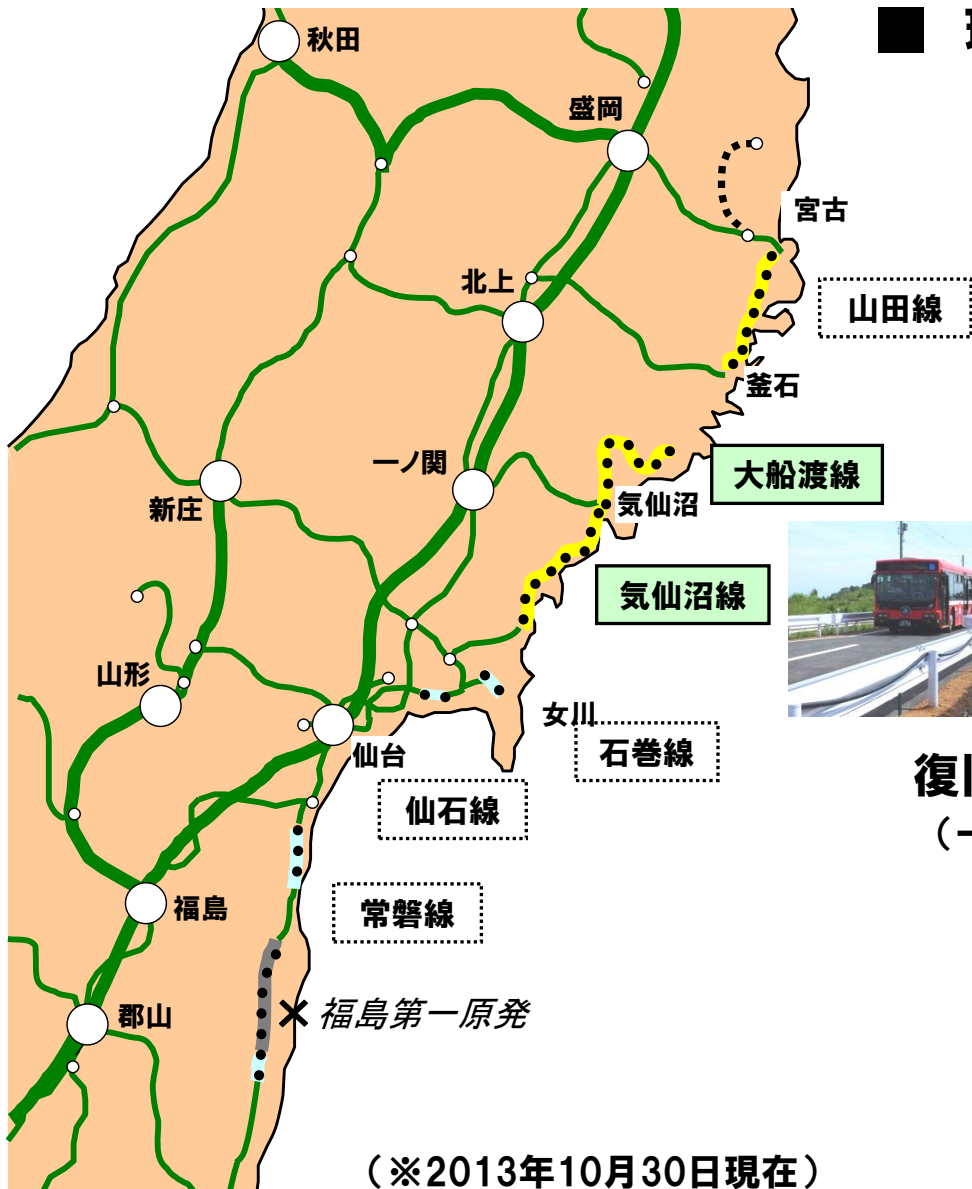 ■
秋田
盛岡
宮古
北上
山田線
釜石
一ノ関
大船渡線
新庄
気仙沼
気仙沼線
山形
女川
石巻線
仙台
仙石線
福島
常磐線
郡山
福島第一原発
（※2013年10月30日現在）